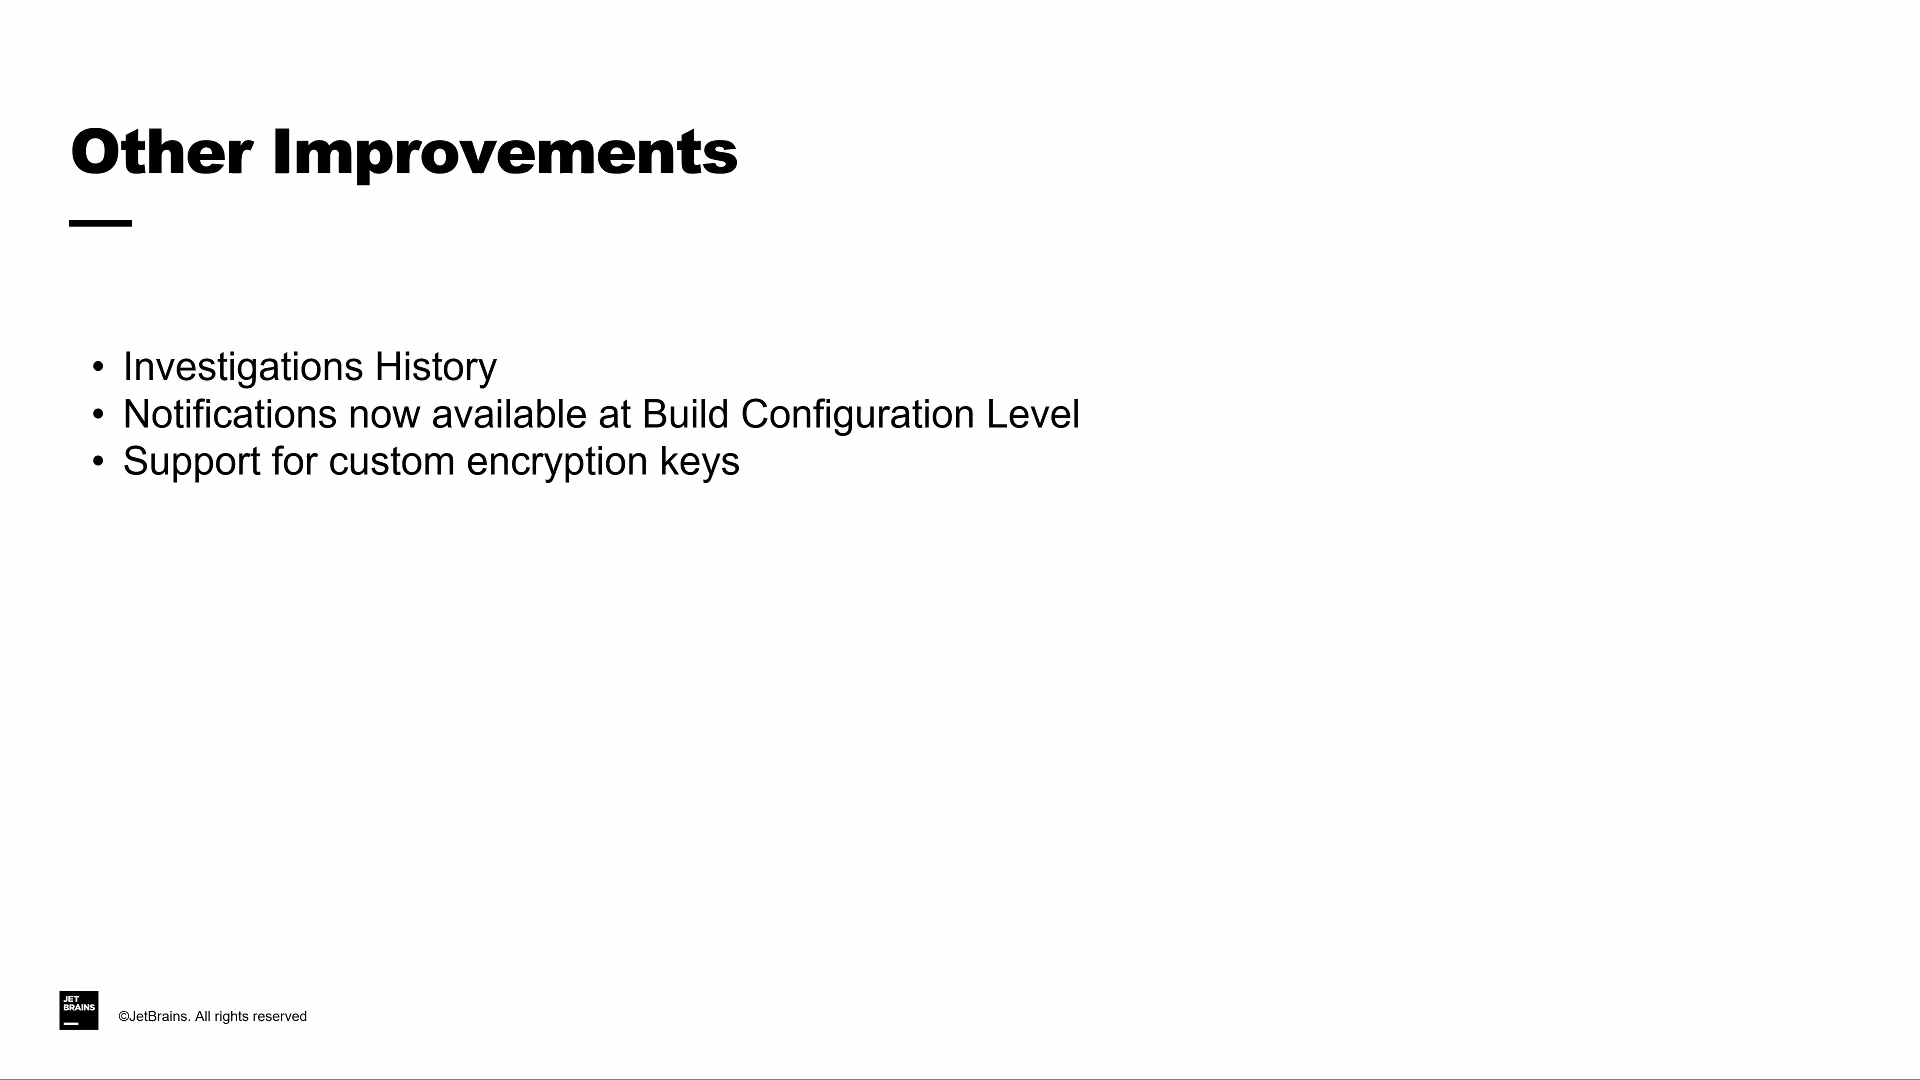 Other Improvements
• Investigations History
• Notifications now available at Build Configuration Level
• Support for custom encryption keys
JET
BRAINS
©JetBrains. All rights reserved